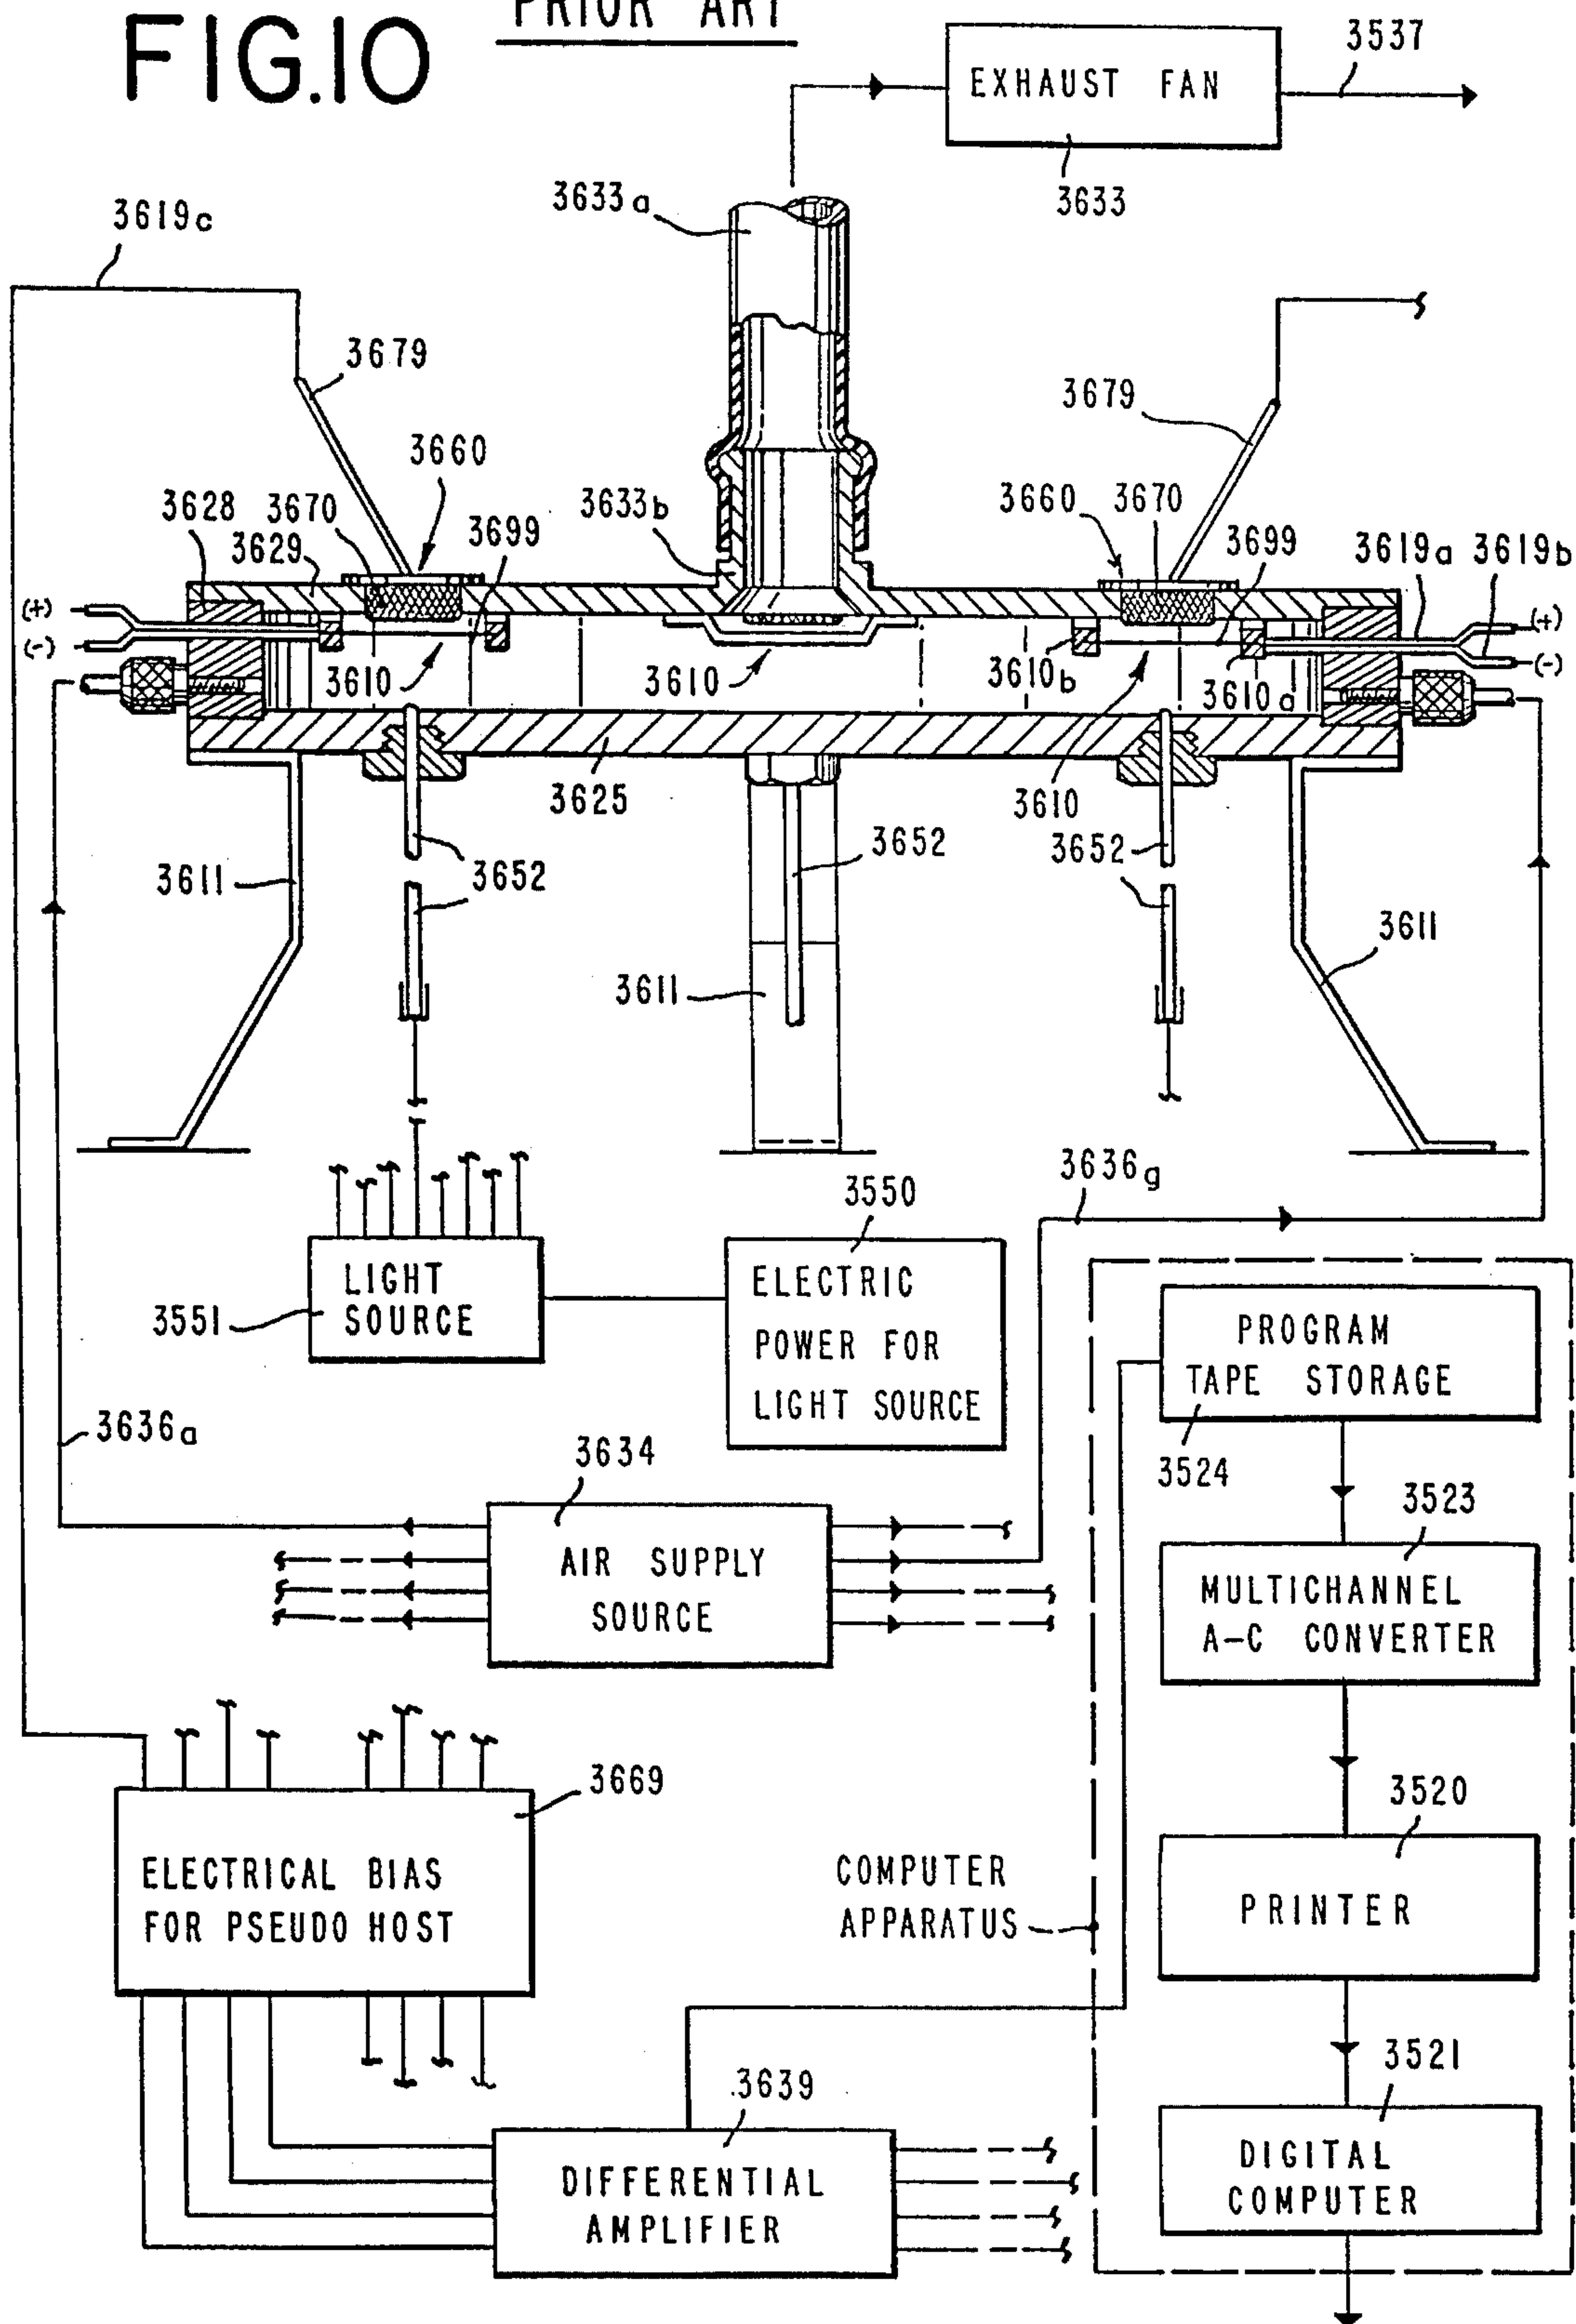 PRIOR ART
FIG.10
EXHAUST FAN
3537
3633
3633a
3619c
3679
3679
3660
3628
3670
3629
3699
3633b
3660
3670
3699
3619a
3619b
(+)
(-)
(+)
(-)
3610
3610
3610b
3610a
3610
3625
3652
3652
3652
3652
3611
3611
3611
3636g
3550
LIGHT
SOURCE
3551
ELECTRIC
POWER FOR
LIGHT SOURCE
PROGRAM
TAPE STORAGE
3524
3636a
3634
AIR SUPPLY
SOURCE
3523
MULTICHANNEL
A-C CONVERTER
3669
ELECTRICAL BIAS
FOR PSEUDO HOST
3520
PRINTER
COMPUTER
APPARATUS
3639
DIFFERENTIAL
AMPLIFIER
3521
DIGITAL
COMPUTER